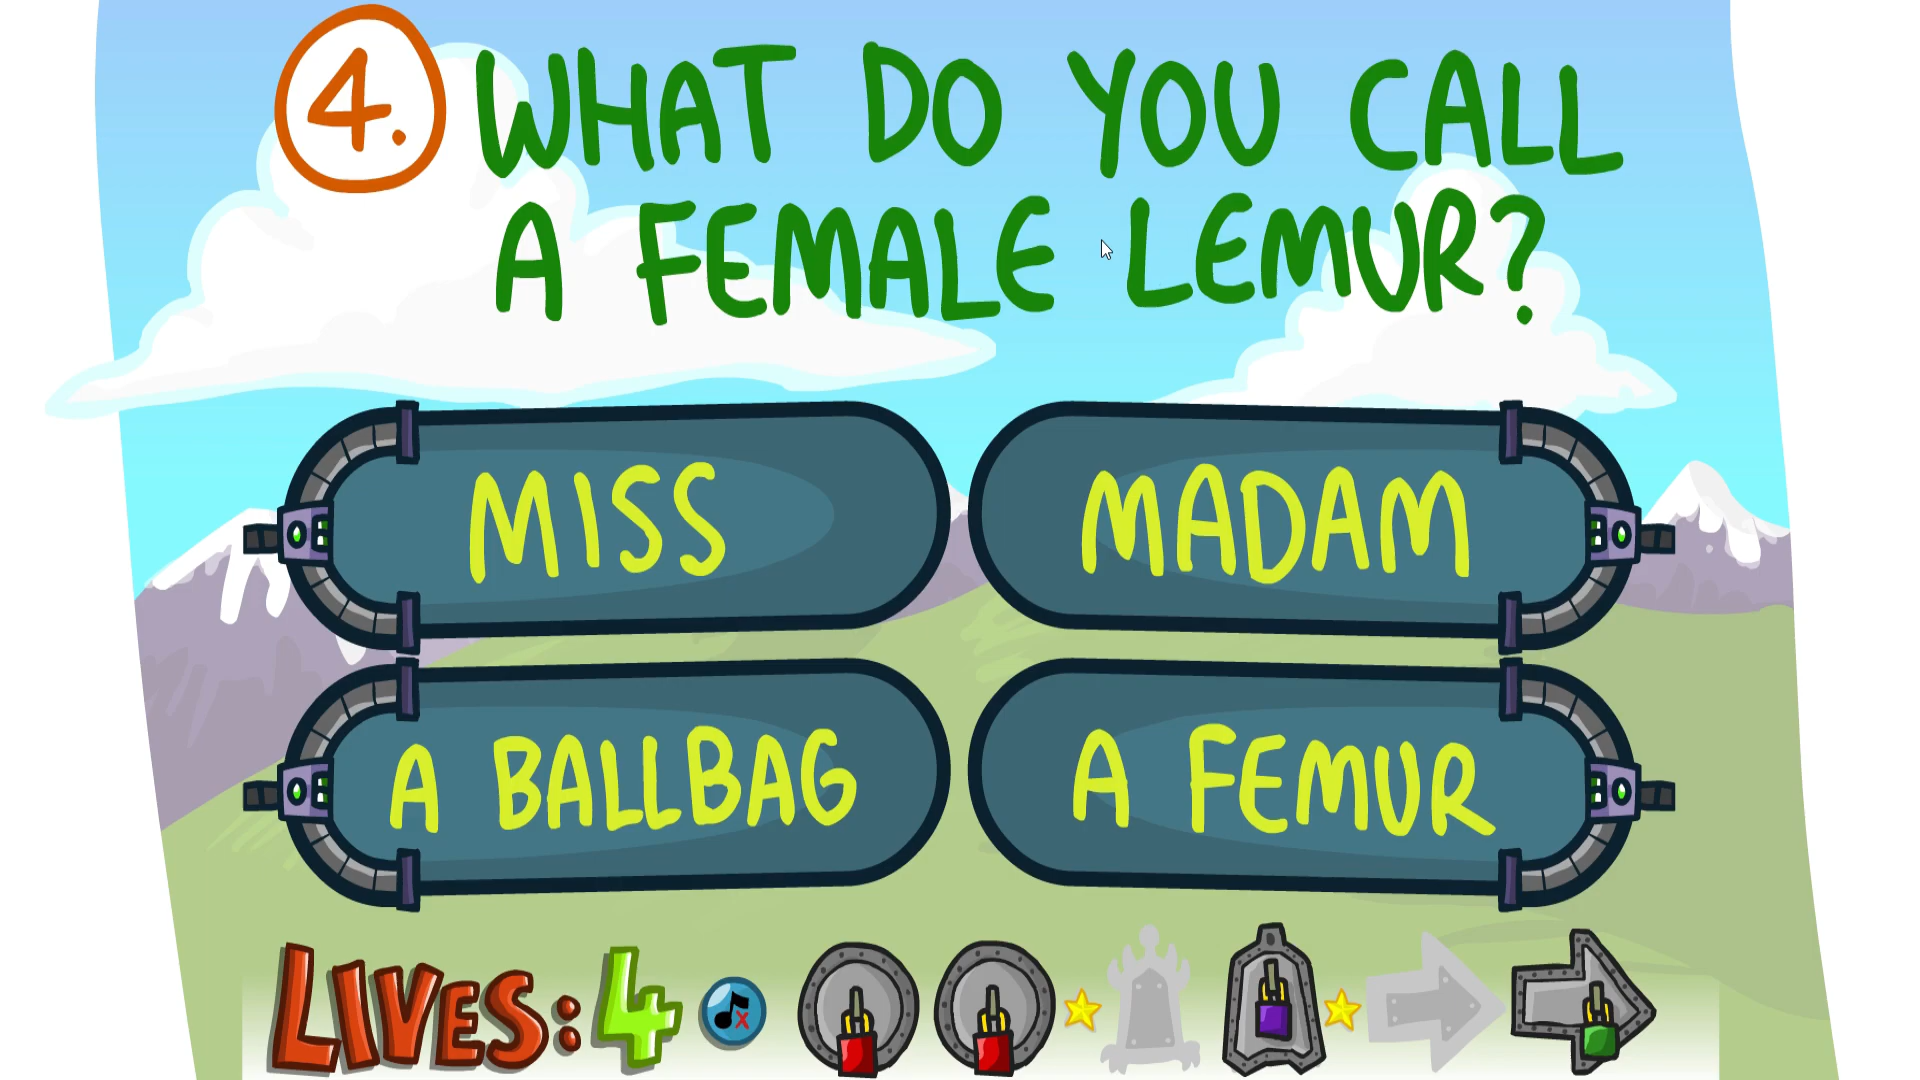 4. WHAT DO YOU CALL
A FEMALE LEMUR?
MISS
MADAM
A BALLBAG
A FEMUR
LIVES: 4